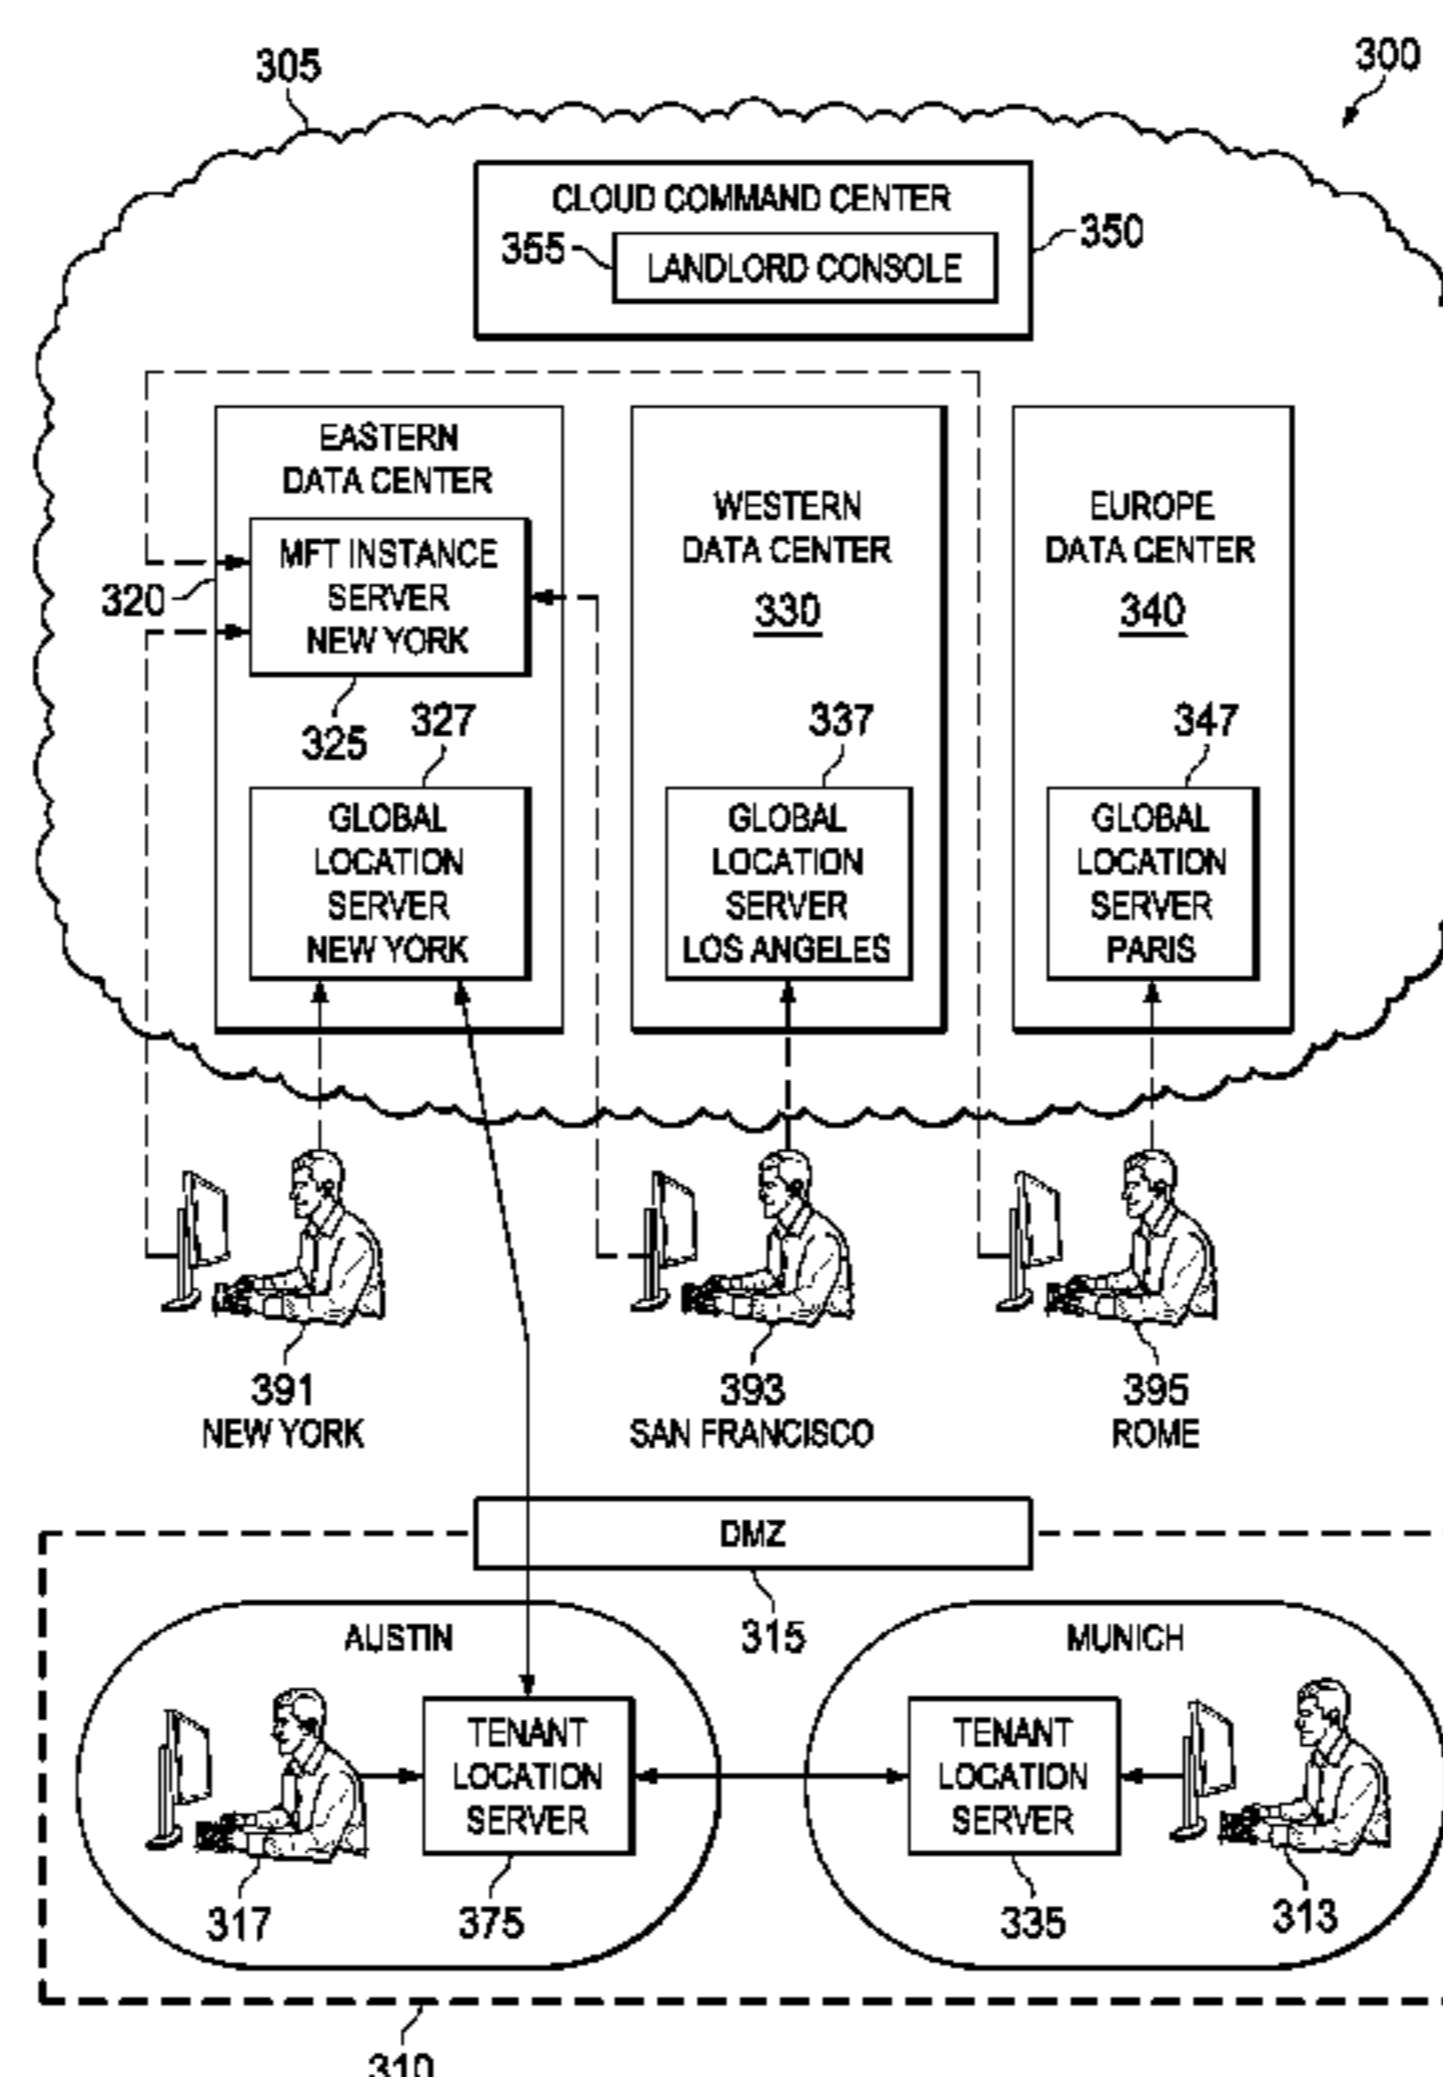 305
300
CLOUD COMMAND CENTER
350
355
LANDLORD CONSOLE
EASTERN
DATA CENTER
MFT INSTANCE
SERVER
NEW YORK
320
325
327
GLOBAL
LOCATION
SERVER
NEW YORK
WESTERN
DATA CENTER
330
337
GLOBAL
LOCATION
SERVER
LOS ANGELES
EUROPE
DATA CENTER
340
347
GLOBAL
LOCATION
SERVER
PARIS
391
NEW YORK
393
SAN FRANCISCO
395
ROME
DMZ
315
AUSTIN
TENANT
LOCATION
SERVER
317
375
MUNICH
TENANT
LOCATION
SERVER
335
313
310